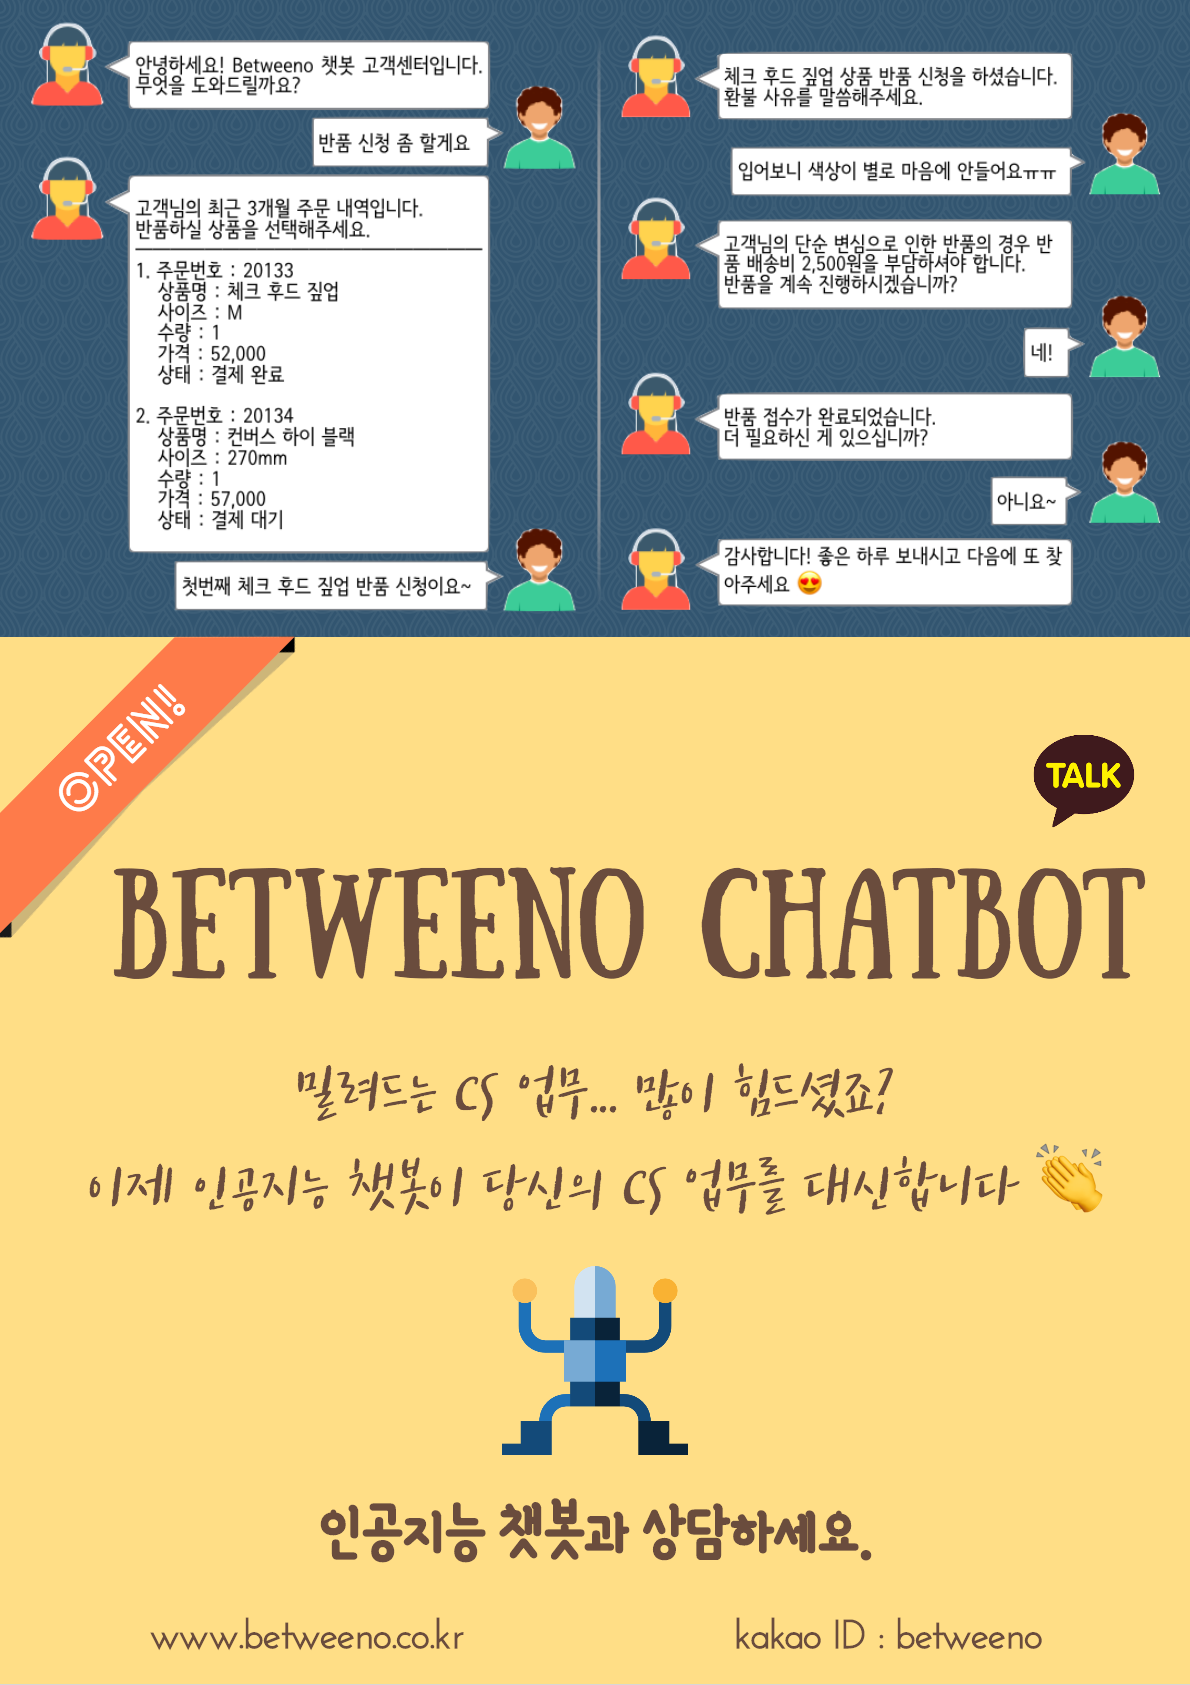 안녕하세요! Betweeno 챗봇 고객센터입니다.
무엇을 도와드릴까요?
반품 신청 좀 할게요
고객님의 최근 3개월 주문 내역입니다.
반품하실 상품을 선택해주세요.
1. 주문번호 : 20133
상품명 : 체크 후드 짚업
사이즈 : M
수량 : 1
가격 : 52,000
상태 : 결제 완료
2. 주문번호 : 20134
상품명 : 컨버스 하이 블랙
사이즈 : 270mm
수량 : 1
가격 : 57,000
상태 : 결제 대기
첫번째 체크 후드 짚업 반품 신청이요~
체크 후드 짚업 상품 반품 신청을 하셨습니다.
환불 사유를 말씀해주세요.
입어보니 색상이 별로 마음에 안들어요ㅠㅠ
고객님의 단순 변심으로 인한 반품의 경우 반
품 배송비 2,500원을 부담하셔야 합니다.
반품을 계속 진행하시겠습니까?
네!
반품 접수가 완료되었습니다.
더 필요하신 게 있으십니까?
아니요~
감사합니다! 좋은 하루 보내시고 다음에 또 찾
아주세요 😍
OPEN!!
TALK
BETWEENO CHATBOT
밀려드는 CS 업무... 많이 힘드셨죠?
이제 인공지능 챗봇이 당신의 CS 업무를 대신합니다 👏
인공지능 챗봇과 상담하세요.
www.betweeno.co.kr
kakao ID : betweeno